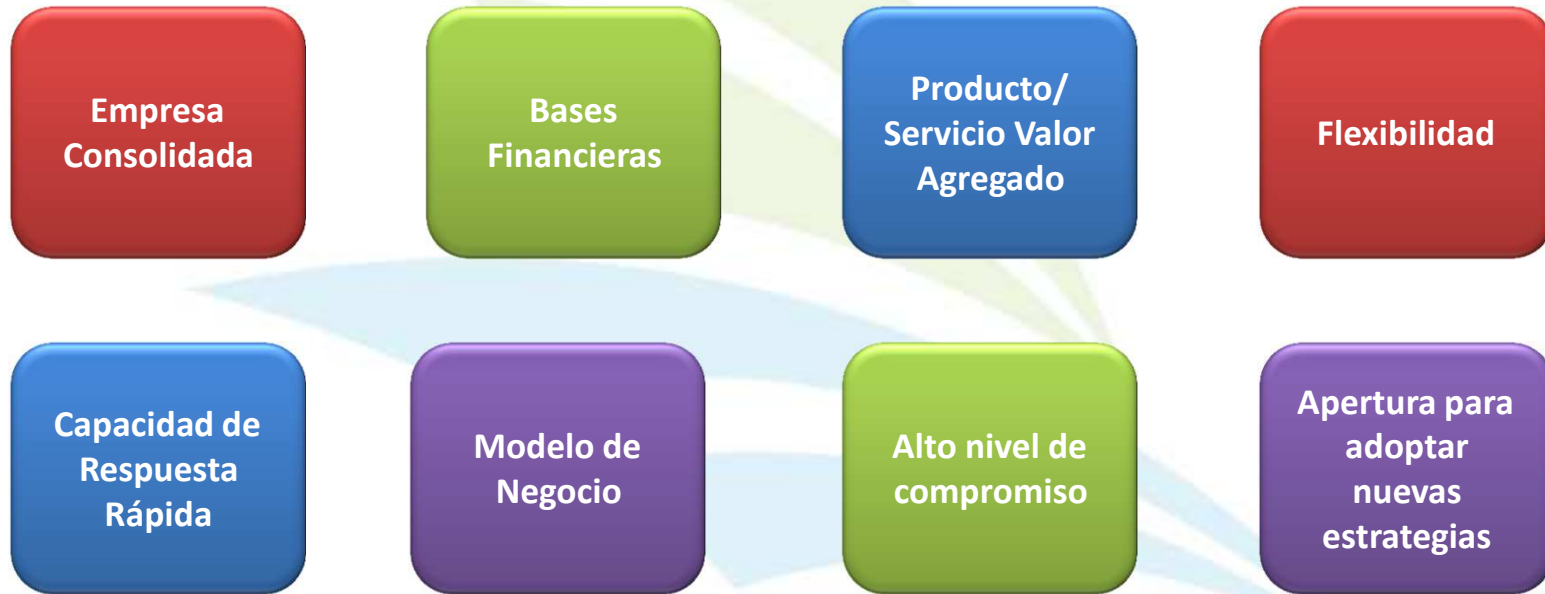 Empresa
Consolidada
Bases
Financieras
Producto/
Servicio Valor
Agregado
Flexibilidad
Capacidad de
Respuesta
Rápida
Modelo de
Negocio
Alto nivel de
compromiso
Apertura para
adoptar
nuevas
estrategias